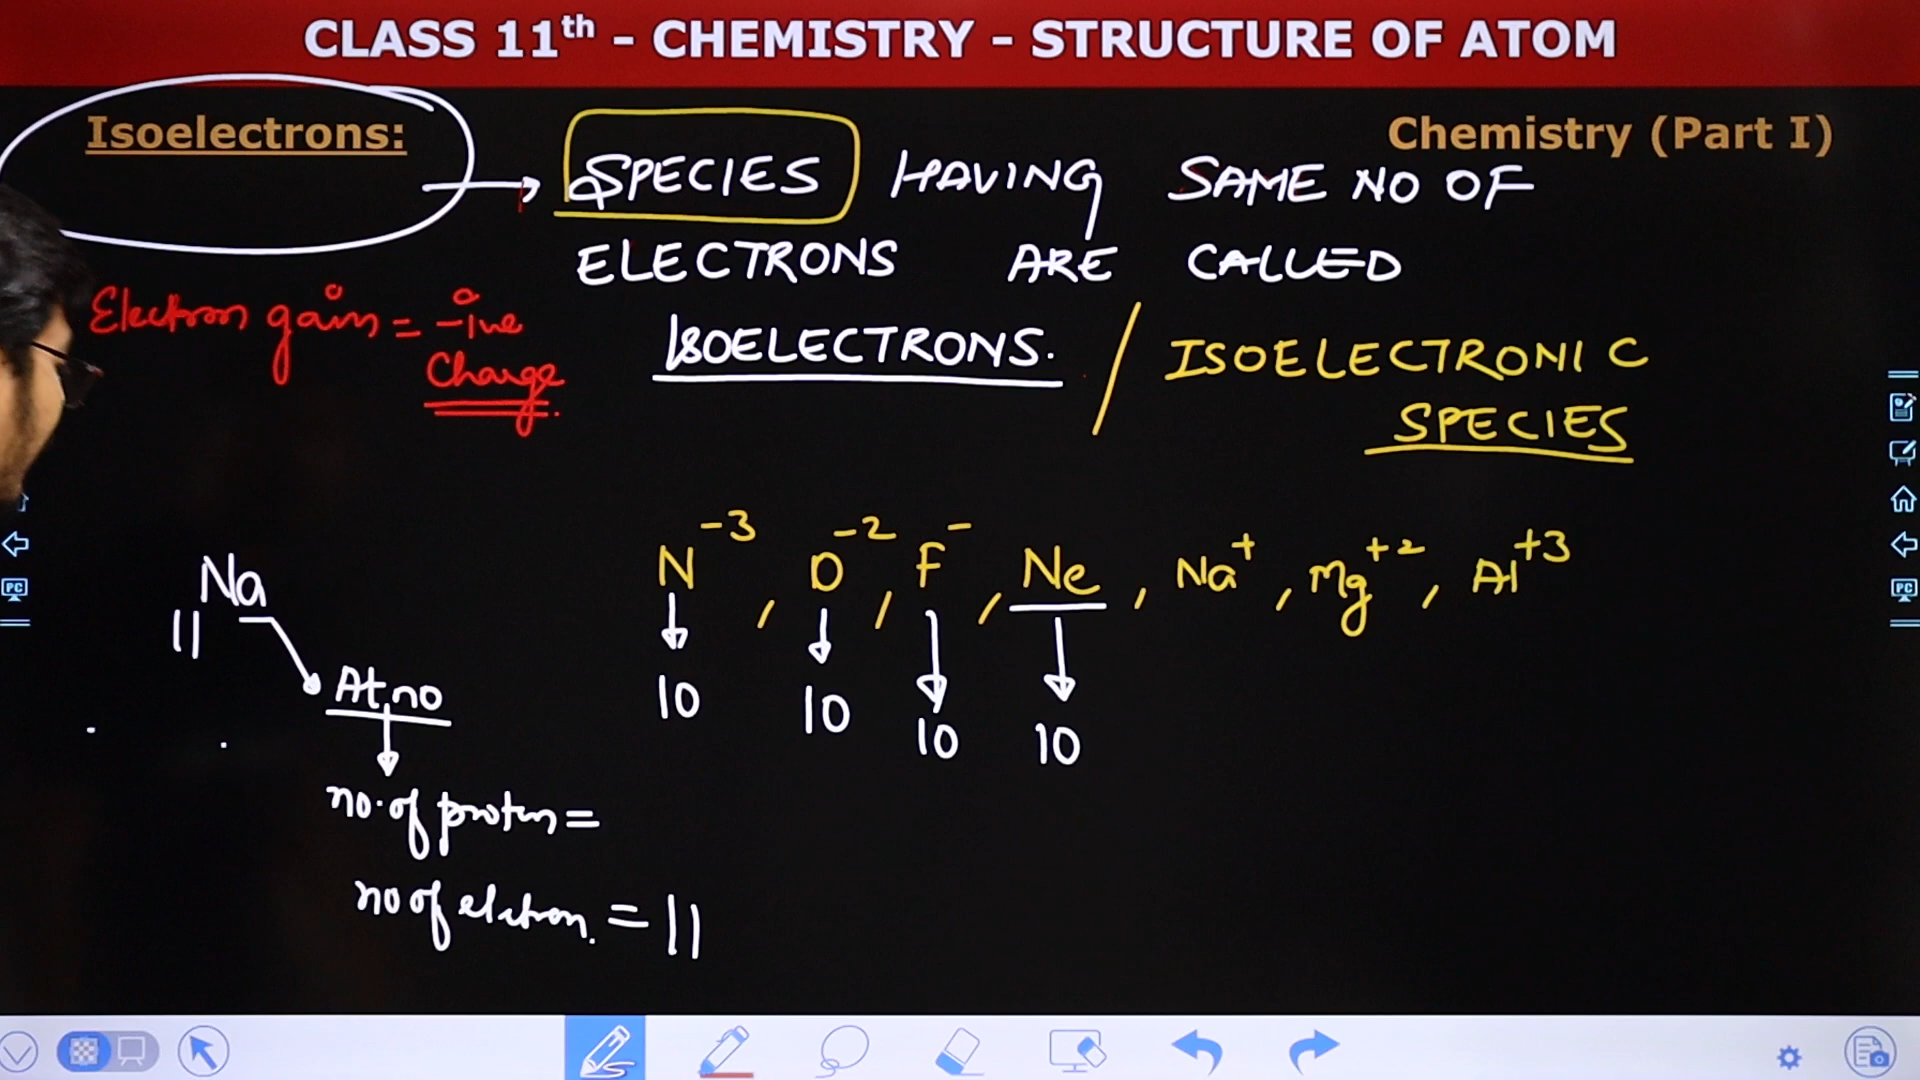 CLASS 11th - CHEMISTRY - STRUCTURE OF ATOM
Isoelectrons:
Chemistry (Part I)
SPECIES HAVING SAME NO OF
ELECTRONS ARE CALLED
ISOELECTRONS. / ISOELECTRONIC
SPECIES
Electron gain = -ive
Charge
N-3, O-2, F-, Ne, Na+, Mg+2, Al+3
10 10 10 10
Na
11
At no
no. of proton =
no of electron. = 11
PC
PC